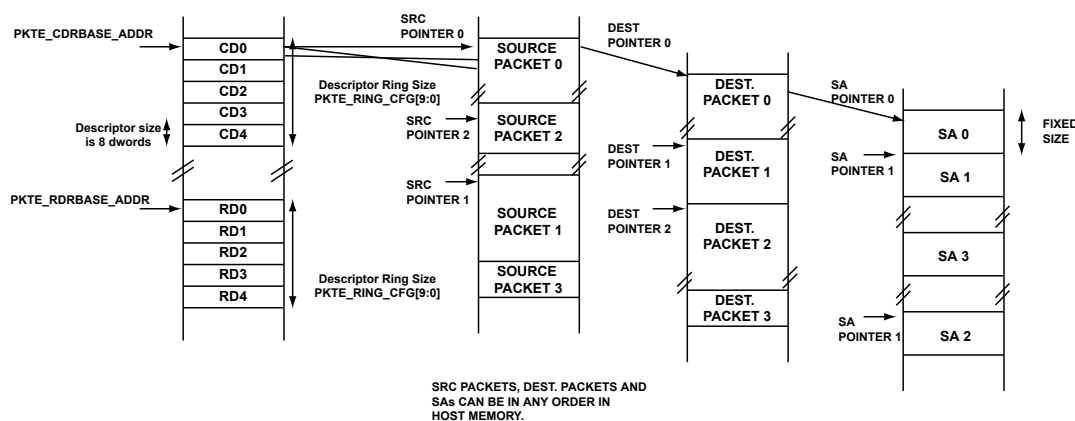 PKTE_CDRBASE_ADDR
CD0
CD1
CD2
CD3
CD4
Descriptor size
is 8 dwords
Descriptor Ring Size
PKTE_RING_CFG[9:0]
PKTE_RDRBASE_ADDR
RD0
RD1
RD2
RD3
RD4
Descriptor Ring Size
PKTE_RING_CFG[9:0]
SRC
POINTER 0
SOURCE
PACKET 0
SRC
POINTER 2
SOURCE
PACKET 2
SRC
POINTER 1
SOURCE
PACKET 1
SOURCE
PACKET 3
DEST
POINTER 0
DEST.
PACKET 0
DEST
POINTER 1
DEST.
PACKET 1
DEST
POINTER 2
DEST.
PACKET 2
DEST.
PACKET 3
SA
POINTER 0
SA 0
FIXED
SIZE
SA
POINTER 1
SA 1
SA 3
SA
POINTER 1
SA 2
SRC PACKETS, DEST. PACKETS AND
SAs CAN BE IN ANY ORDER IN
HOST MEMORY.